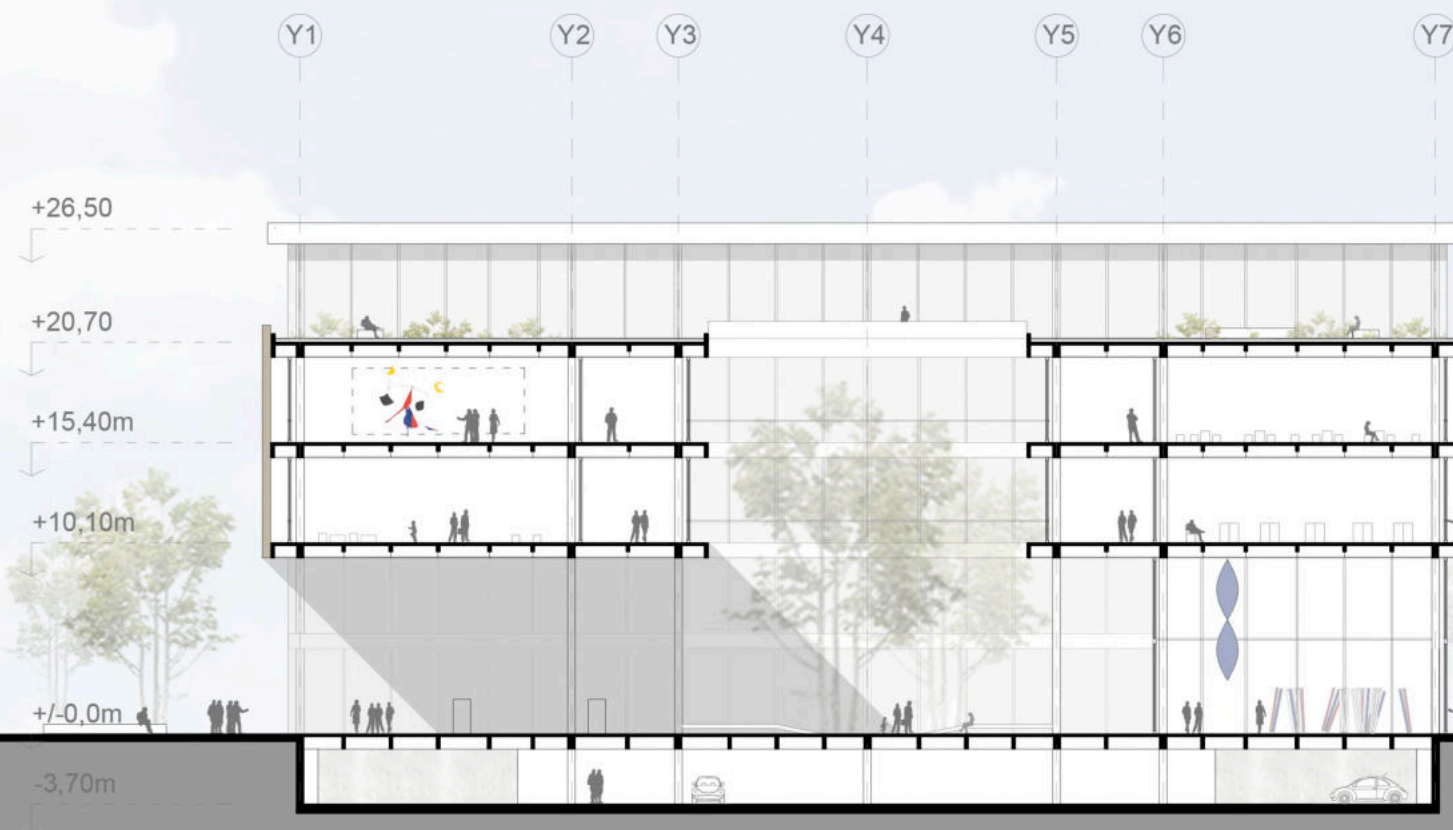 Y1 Y2 Y3 Y4 Y5 Y6 Y7
+26,50
+20,70
+15,40m
+10,10m
+/-0,0m
-3,70m